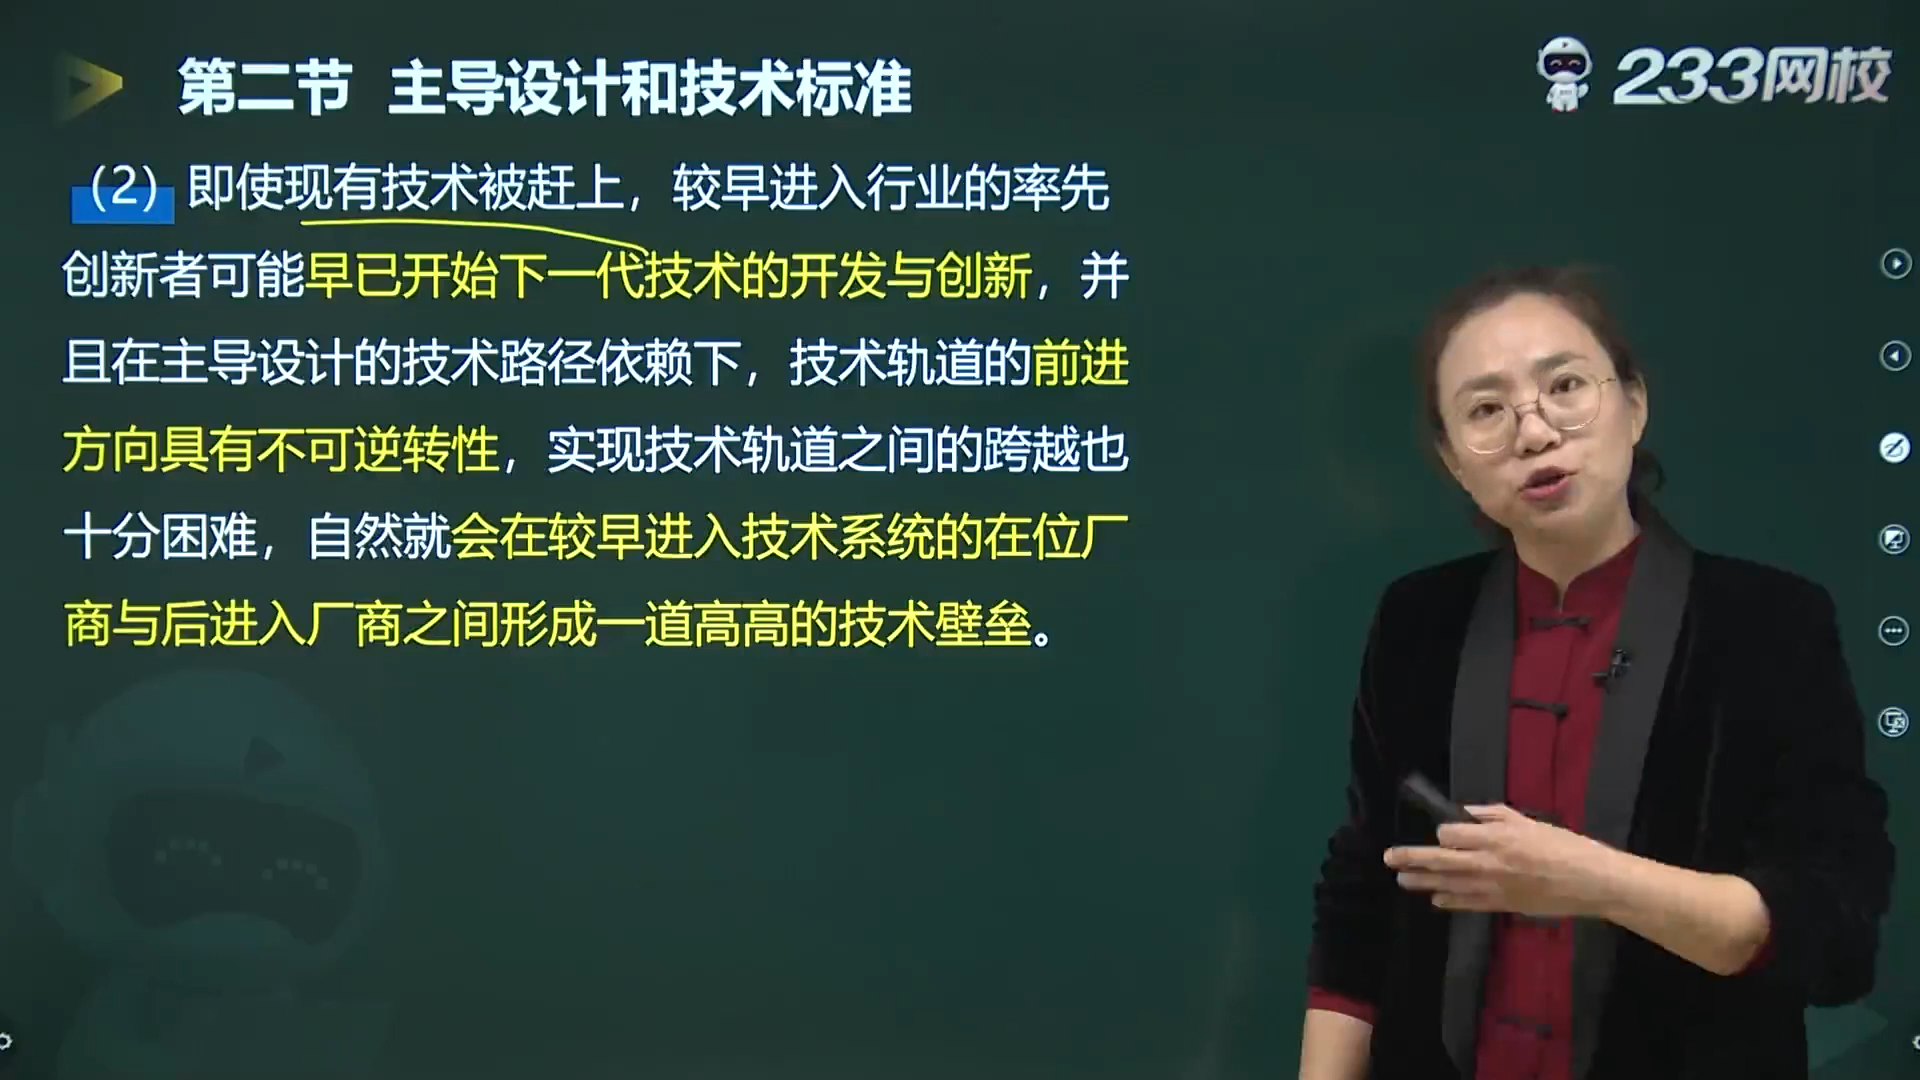 第二节 主导设计和技术标准
233网校
（2）即使现有技术被赶上，较早进入行业的率先
创新者可能早已开始下一代技术的开发与创新，并
且在主导设计的技术路径依赖下，技术轨道的前进
方向具有不可逆转性，实现技术轨道之间的跨越也
十分困难，自然就会在较早进入技术系统的在位厂
商与后进入厂商之间形成一道高高的技术壁垒。